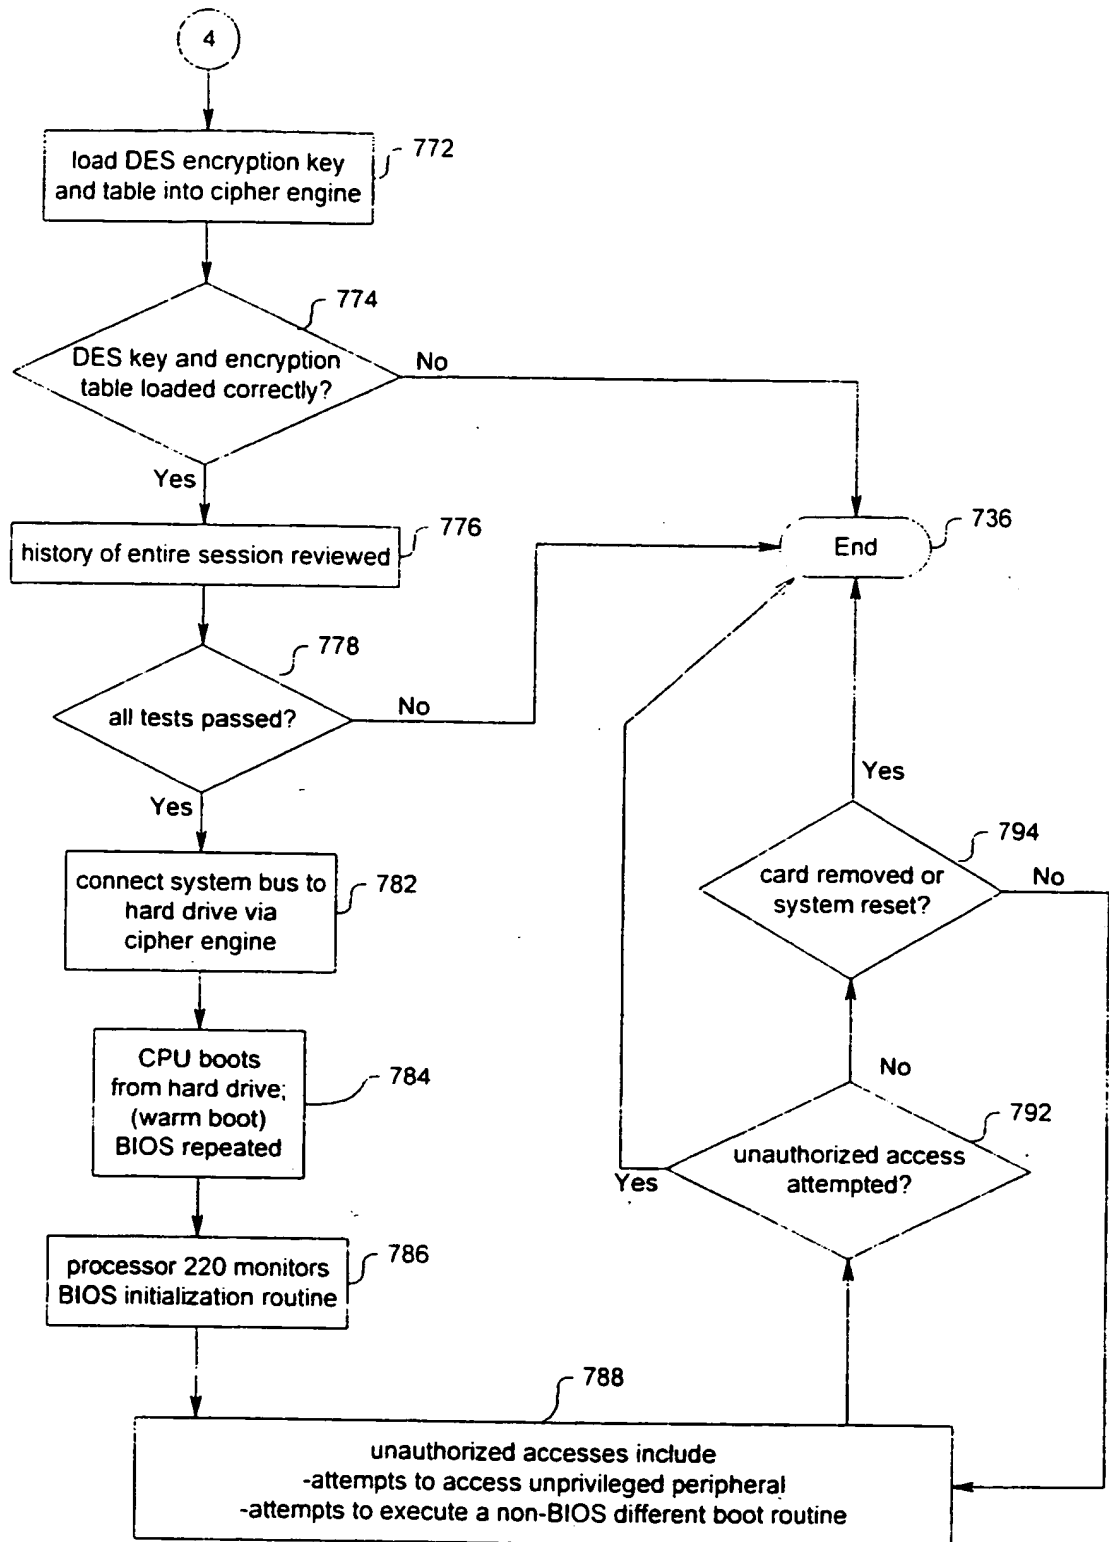 4
load DES encryption key
and table into cipher engine
772
774
DES key and encryption
table loaded correctly?
No
Yes
history of entire session reviewed
776
End
736
778
all tests passed?
No
Yes
connect system bus to
hard drive via
cipher engine
782
CPU boots
from hard drive;
(warm boot)
BIOS repeated
784
processor 220 monitors
BIOS initialization routine
786
788
unauthorized accesses include
-attempts to access unprivileged peripheral
-attempts to execute a non-BIOS different boot routine
792
unauthorized access
attempted?
Yes
No
794
card removed or
system reset?
No
Yes